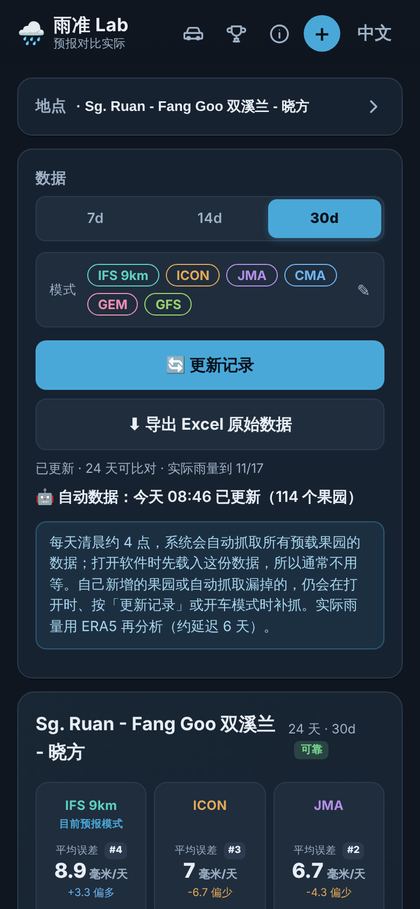 雨准 Lab
预报对比实际
中文
地点 · Sg. Ruan - Fang Goo 双溪兰 - 晓方
数据
7d 14d 30d
模式 IFS 9km ICON JMA CMA
GEM GFS
更新记录
⬇ 导出 Excel 原始数据
已更新 · 24 天可比对 · 实际雨量到 11/17
自动数据：今天 08:46 已更新（114 个果园）
每天清晨约 4 点，系统会自动抓取所有预载果园的
数据；打开软件时先载入这份数据，所以通常不用
等。自己新增的果园或自动抓取漏掉的，仍会在打
开时、按「更新记录」或开车模式时补抓。实际雨
量用 ERA5 再分析（约延迟 6 天）。
Sg. Ruan - Fang Goo 双溪兰
- 晓方
24 天 · 30d
可靠
IFS 9km ICON JMA
目前预报模式
平均误差 #4 平均误差 #3 平均误差 #2
8.9 毫米/天 7 毫米/天 6.7 毫米/天
+3.3 偏多 -6.7 偏少 -4.3 偏少